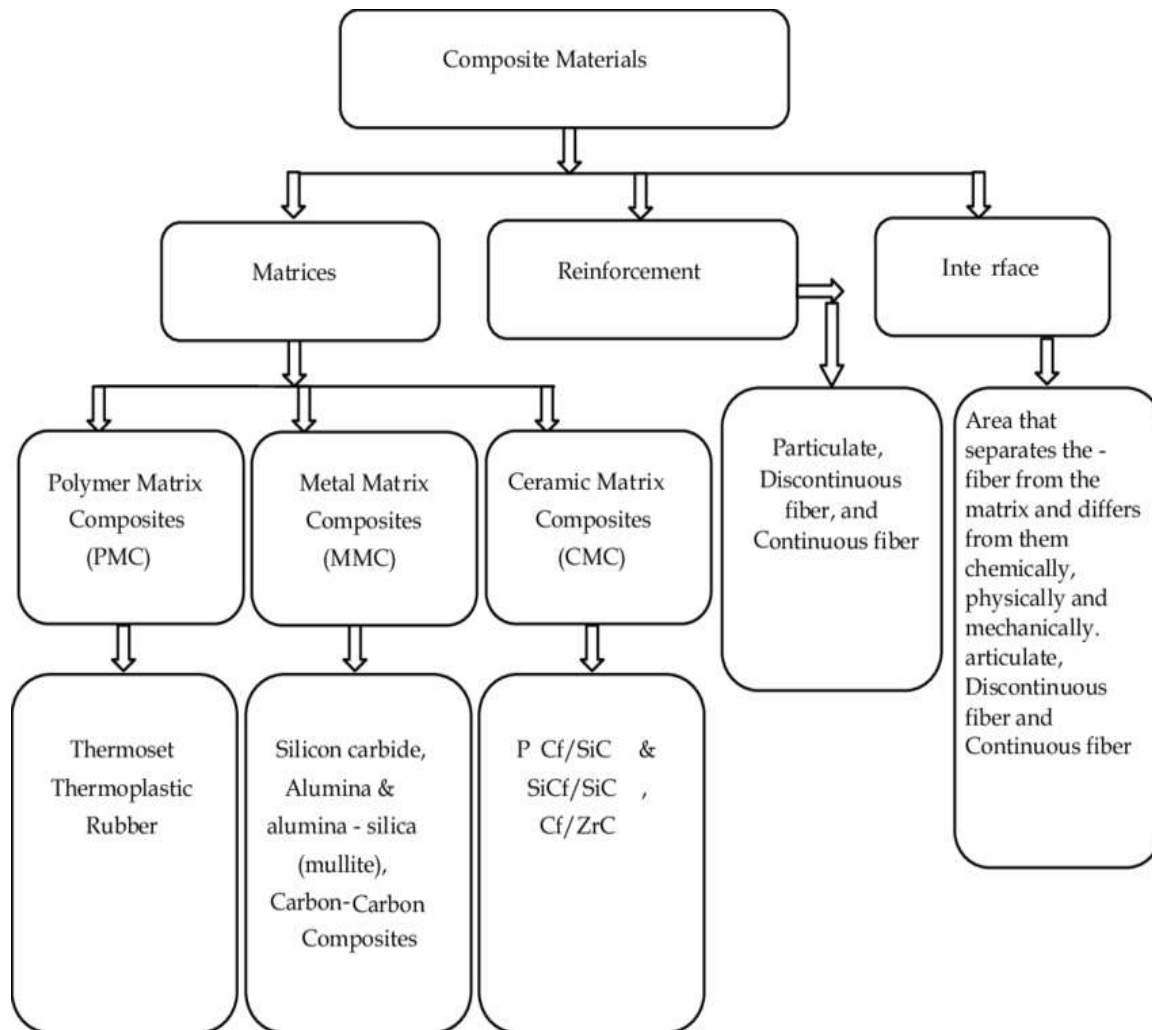 Composite Materials
Matrices
Reinforcement
Inte rface
Polymer Matrix
Composites
(PMC)
Metal Matrix
Composites
(MMC)
Ceramic Matrix
Composites
(CMC)
Particulate,
Discontinuous
fiber, and
Continuous fiber
Area that
separates the -
fiber from the
matrix and differs
from them
chemically,
physically and
mechanically.
articulate,
Discontinuous
fiber and
Continuous fiber
Thermoset
Thermoplastic
Rubber
Silicon carbide,
Alumina &
alumina - silica
(mullite),
Carbon-Carbon
Composites
P Cf/SiC &
SiCf/SiC ,
Cf/ZrC